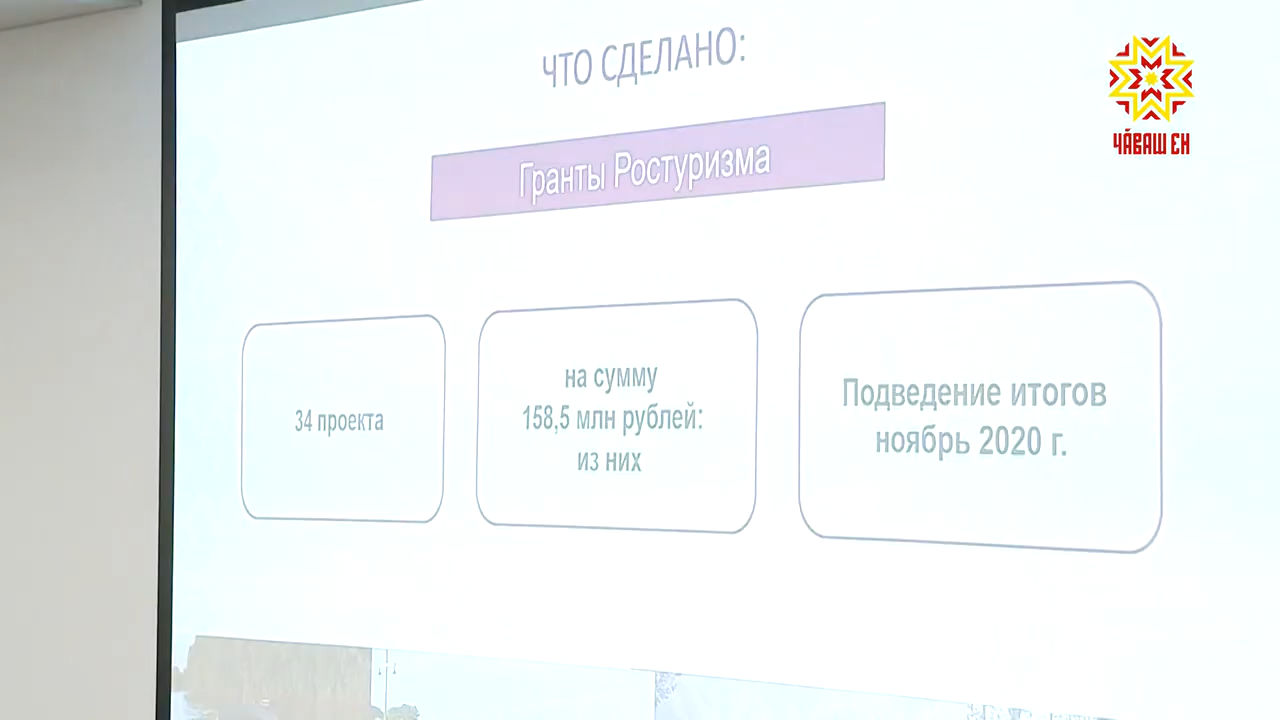 ЧТО СДЕЛАНО:
Гранты Ростуризма
34 проекта
на сумму
158,5 млн рублей:
из них
Подведение итогов
ноябрь 2020 г.
ЧӐВАШ ЕН